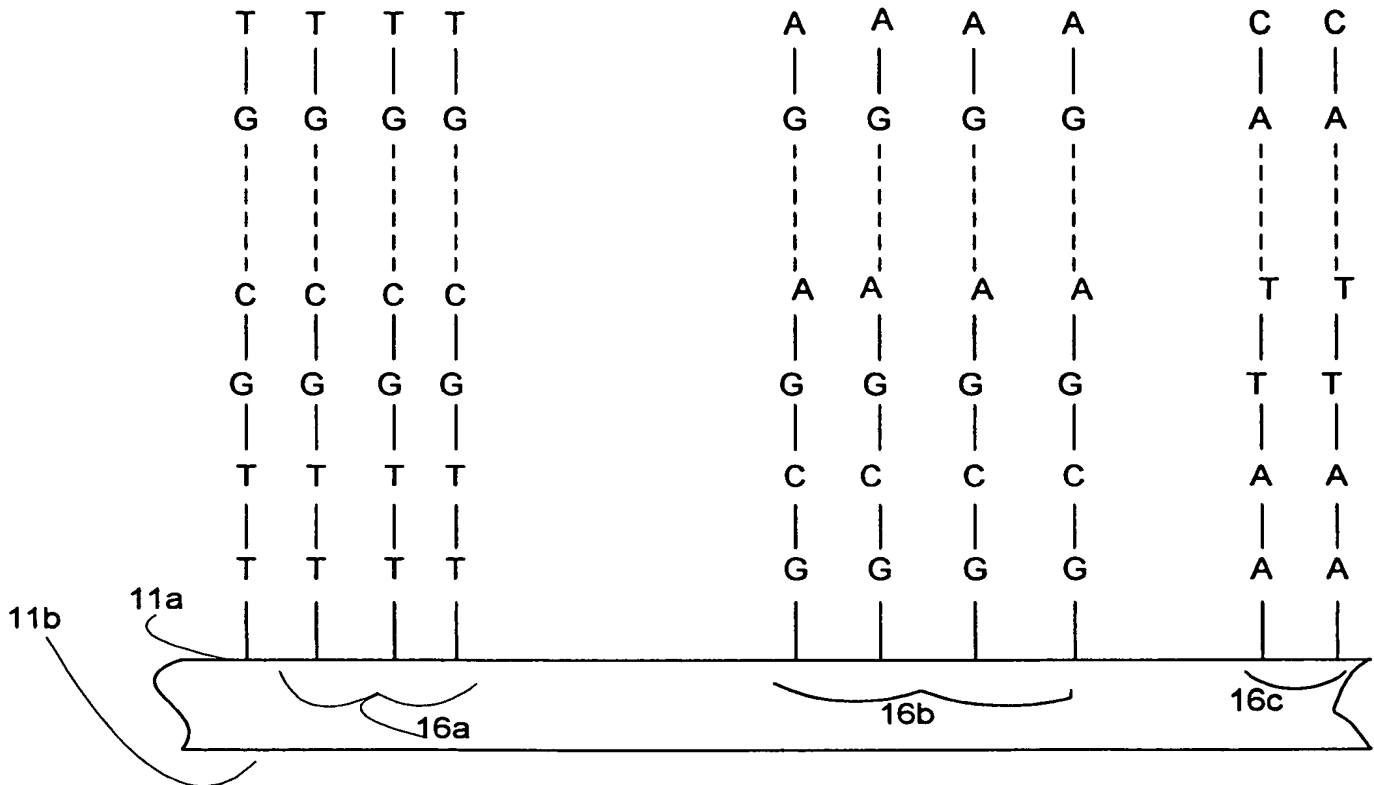 T T T T A A A A C C
G G G G G G G G A A
C C C C A A A A T T
G G G G G G G G T T
T T T T C C C C A A
T T T T G G G G A A
11a
11b
16a 16b 16c